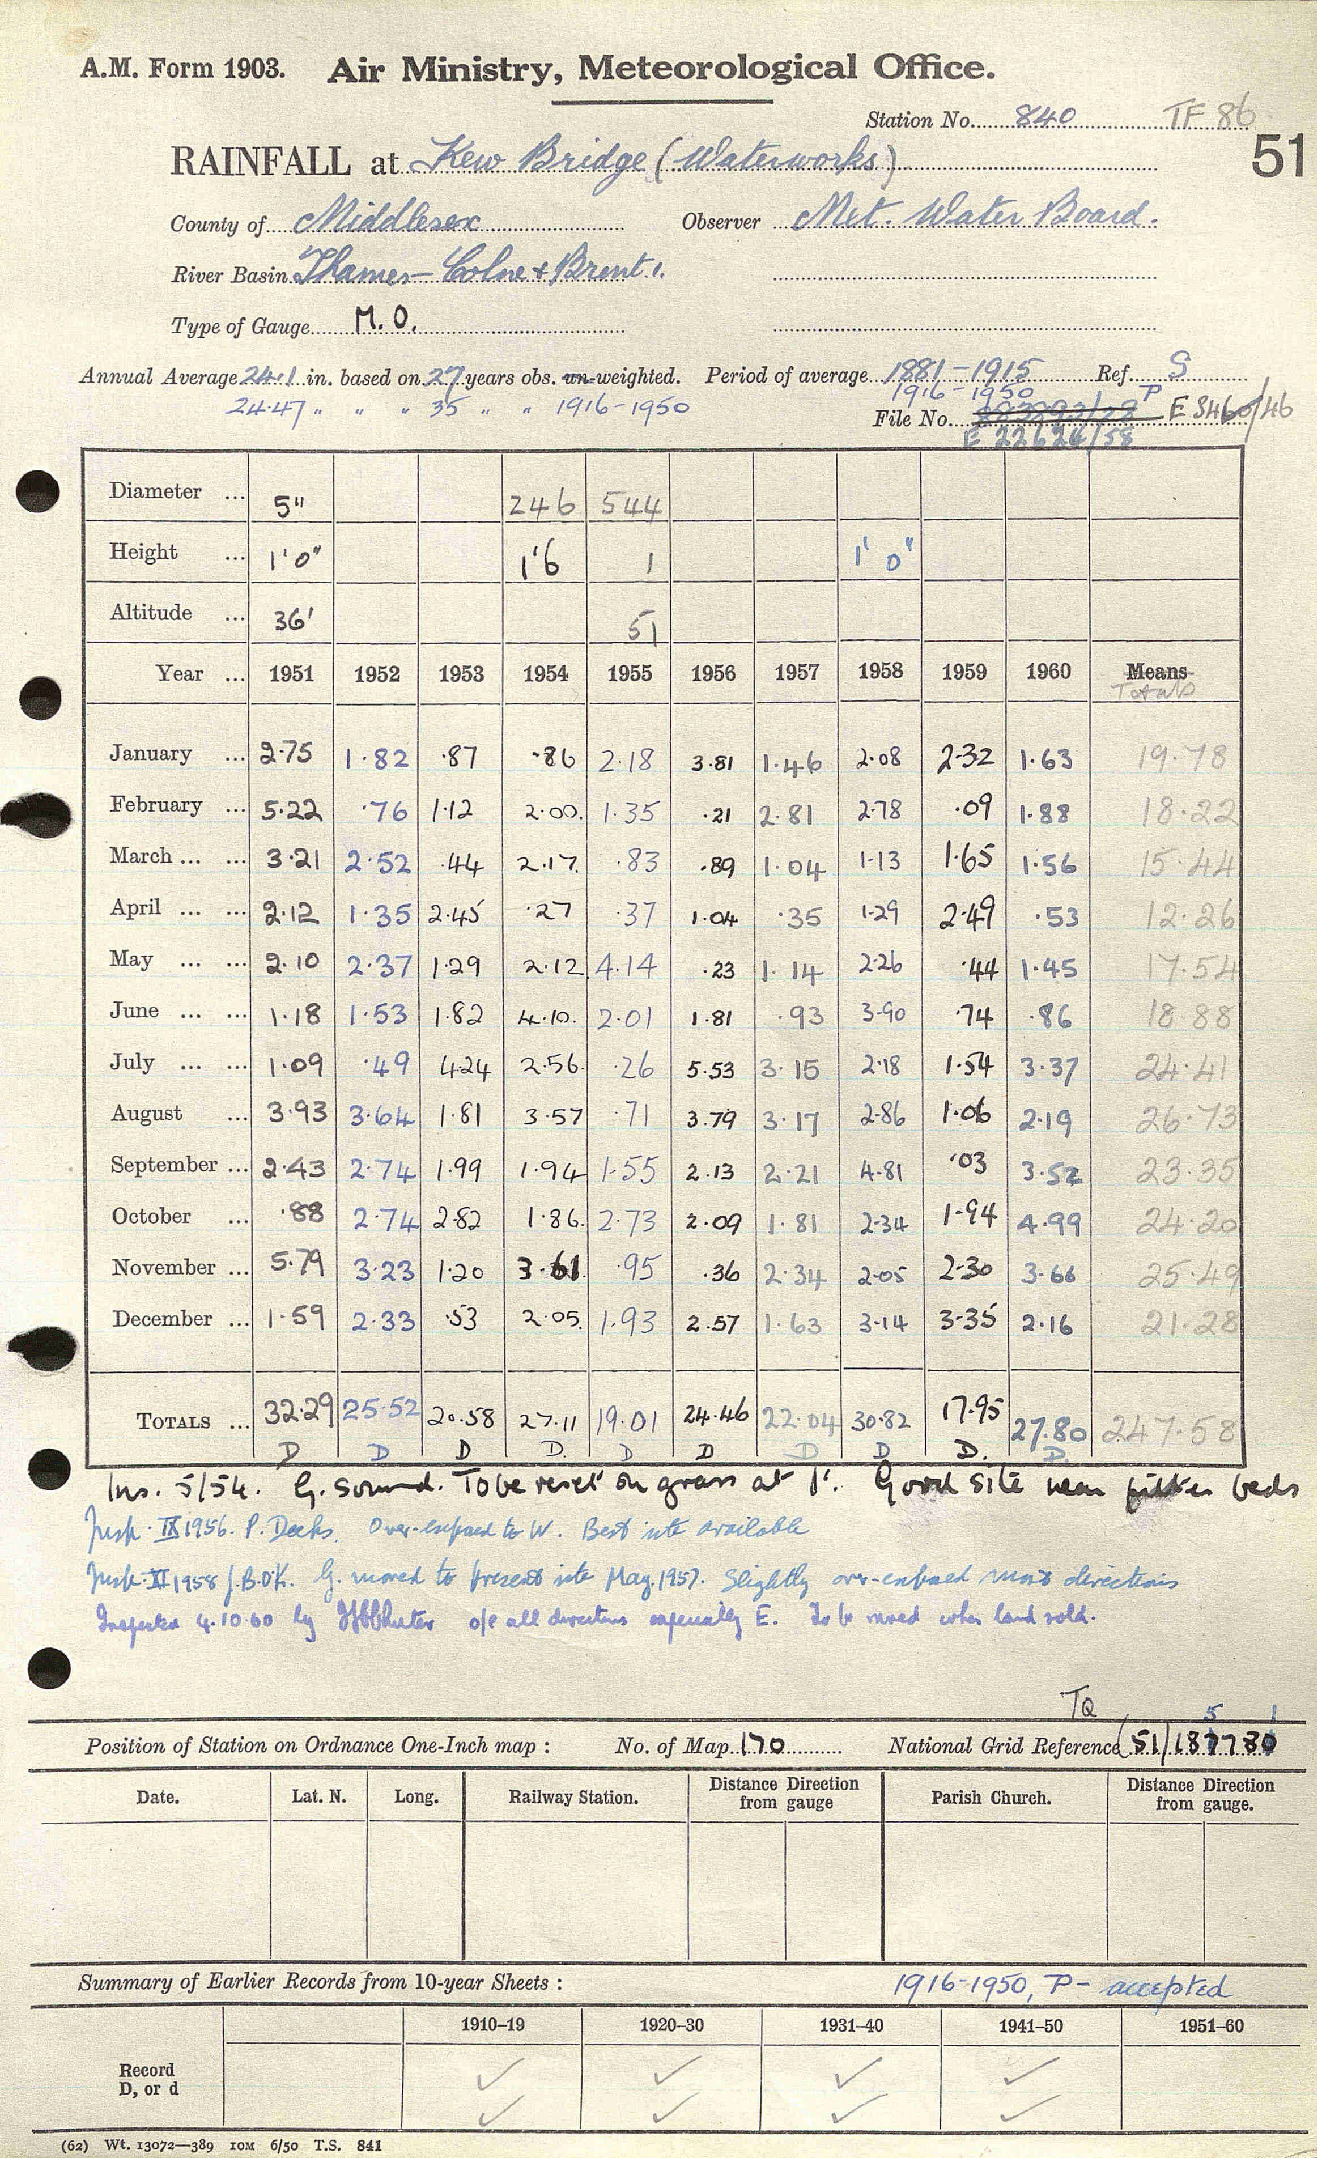 A.M. Form 1903. Air Ministry, Meteorological Office.
Station No. 840 TF 86
51
RAINFALL at Kew Bridge (Waterworks)
County of Middlesex Observer Met. Water Board.
River Basin Thames – Colne & Brent
Type of Gauge M.O.
Annual Average 24.1 in. based on 27 years obs. un-weighted. Period of average 1881-1915 Ref. S
24.47 " " " 35 " " 1916-1950 1916-1950 P
File No. E 3460/46
E 22626/58
Diameter ... 5" 246 544
Height ... 1'0" 1'6 1 1'0"
Altitude ... 36' 51
Year ... 1951 1952 1953 1954 1955 1956 1957 1958 1959 1960 Means
Totals
January ... 2.75 1.82 .87 .86 2.18 3.81 1.46 2.08 2.32 1.63 19.78
February ... 5.22 .76 1.12 2.00 1.35 .21 2.81 2.78 .09 1.88 18.22
March ... ... 3.21 2.52 .44 2.17 .83 .89 1.04 1.13 1.65 1.56 15.44
April ... ... 2.12 1.35 2.45 .27 .37 1.04 .35 1.29 2.49 .53 12.26
May ... ... 2.10 2.37 1.29 2.12 4.14 .23 1.14 2.26 .44 1.45 17.54
June ... ... 1.18 1.53 1.82 4.10 2.01 1.81 .93 3.90 .74 .86 18.88
July ... ... 1.09 .49 4.24 2.56 .26 5.53 3.15 2.18 1.54 3.37 24.41
August ... 3.93 3.64 1.81 3.57 .71 3.79 3.17 2.86 1.06 2.19 26.73
September ... 2.43 2.74 1.99 1.94 1.55 2.13 2.21 4.81 .03 3.52 23.35
October ... .88 2.74 2.82 1.86 2.73 2.09 1.81 2.34 1.94 4.99 24.20
November ... 5.79 3.23 1.20 3.61 .95 .36 2.34 2.05 2.30 3.66 25.49
December ... 1.59 2.33 .53 2.05 1.93 2.57 1.63 3.14 3.35 2.16 21.28
TOTALS ... 32.29 25.52 20.58 27.11 19.01 24.46 22.04 30.82 17.95 27.80 247.58
D D D D. D D D D D. D.
Ins. 5/54. G. sound. To be reset on grass at 1'. Good site near filter beds
Insp. IX 1956. P. Deeks. Over-exposed to W. Best site available
Insp. XI 1958 J.B.O'K. G. moved to present site May 1957. Slightly over-exposed most directions
Inspected 4.10.60 by o/e all directions especially E. To be moved when land sold.
TQ 5 1
Position of Station on Ordnance One-Inch map : No. of Map 170 National Grid Reference (51)187780
Date. Lat. N. Long. Railway Station. Distance Direction from gauge Parish Church. Distance Direction from gauge.
Summary of Earlier Records from 10-year Sheets : 1916-1950, P- accepted
1910–19 1920–30 1931–40 1941–50 1951–60
Record ✓ ✓ ✓ ✓
D, or d ✓ ✓ ✓ ✓
(62) Wt. 13072—389 10M 6/50 T.S. 841